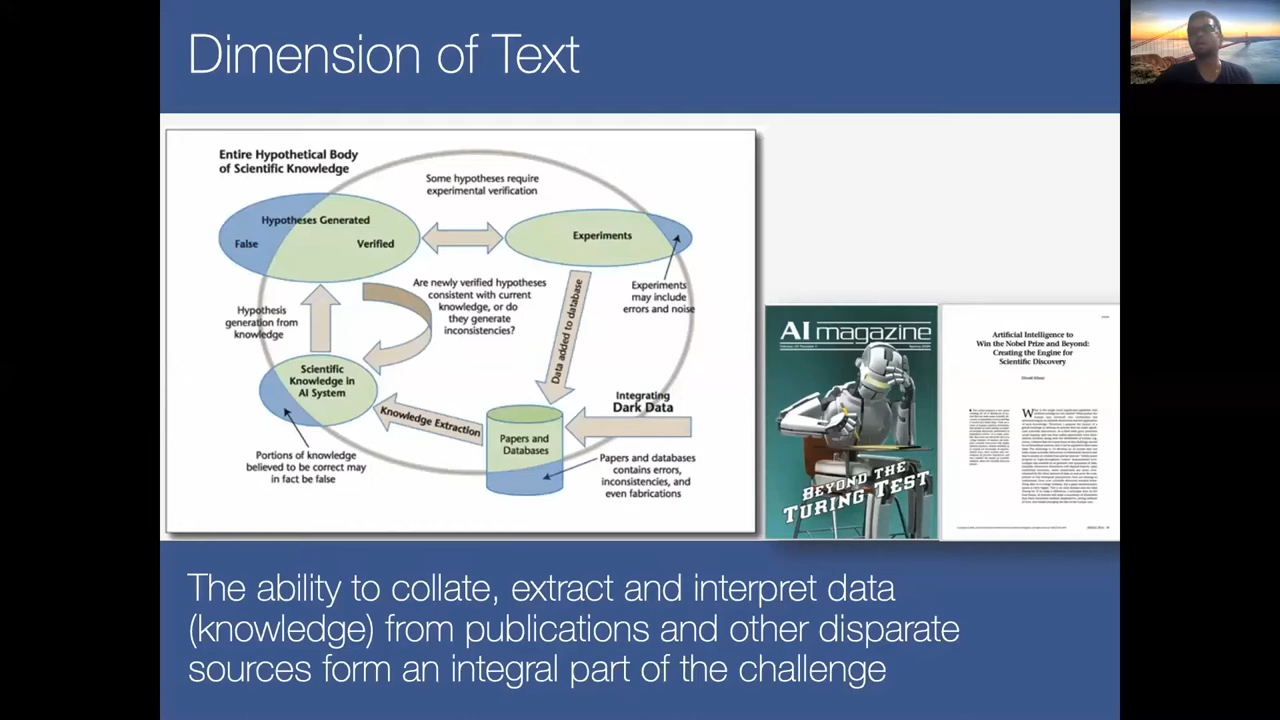 Dimension of Text
Entire Hypothetical Body
of Scientific Knowledge
Some hypotheses require
experimental verification
Hypotheses Generated
False
Verified
Experiments
Are newly verified hypotheses
consistent with current
knowledge, or do
they generate
inconsistencies?
Experiments
may include
errors and noise
Hypothesis
generation from
knowledge
Data added to database
Scientific
Knowledge in
AI System
Knowledge Extraction
Integrating
Dark Data
Papers and
Databases
Portions of knowledge
believed to be correct may
in fact be false
Papers and databases
contains errors,
inconsistencies, and
even fabrications
AI magazine
BEYOND THE
TURING TEST
Artificial Intelligence to
Win the Nobel Prize and Beyond:
Creating the Engine for
Scientific Discovery
The ability to collate, extract and interpret data
(knowledge) from publications and other disparate
sources form an integral part of the challenge